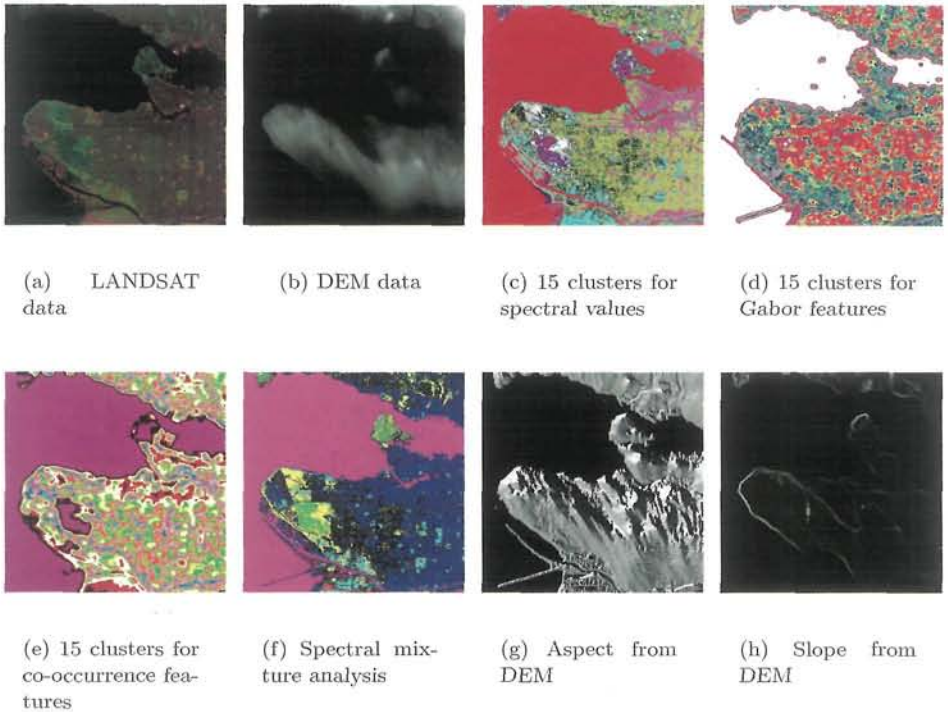 (a) LANDSAT
data
(b) DEM data
(c) 15 clusters for
spectral values
(d) 15 clusters for
Gabor features
(e) 15 clusters for
co-occurrence fea-
tures
(f) Spectral mix-
ture analysis
(g) Aspect from
DEM
(h) Slope from
DEM